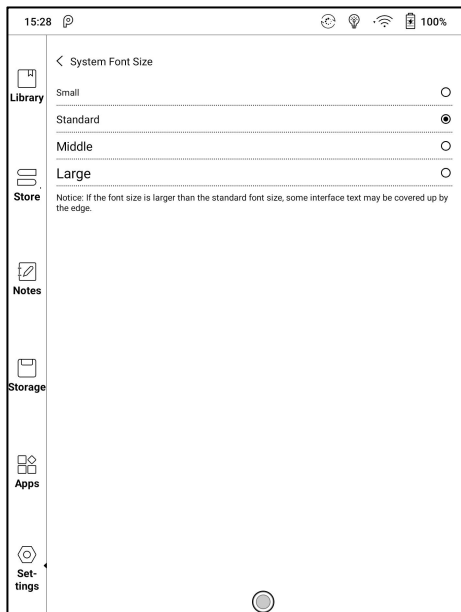 15:28
100%
System Font Size
Small
Standard
Middle
Large
Notice: If the font size is larger than the standard font size, some interface text may be covered up by
the edge.
Library
Store
Notes
Storage
Apps
Set-
tings